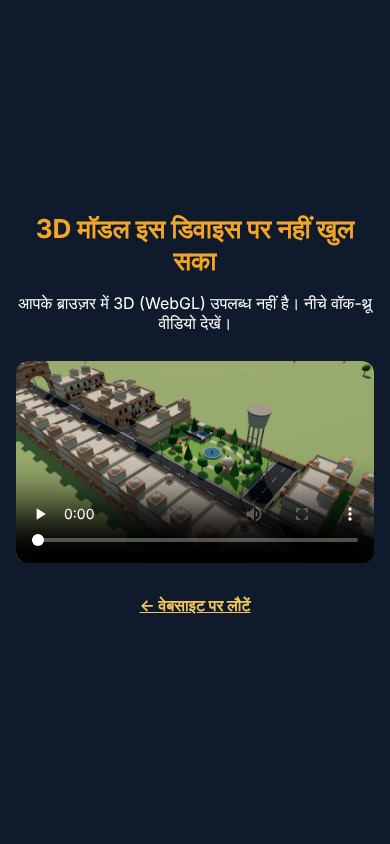 3D मॉडल इस डिवाइस पर नहीं खुल
सका
आपके ब्राउज़र में 3D (WebGL) उपलब्ध नहीं है। नीचे वॉक-थ्रू
वीडियो देखें।
0:00
← वेबसाइट पर लौटें